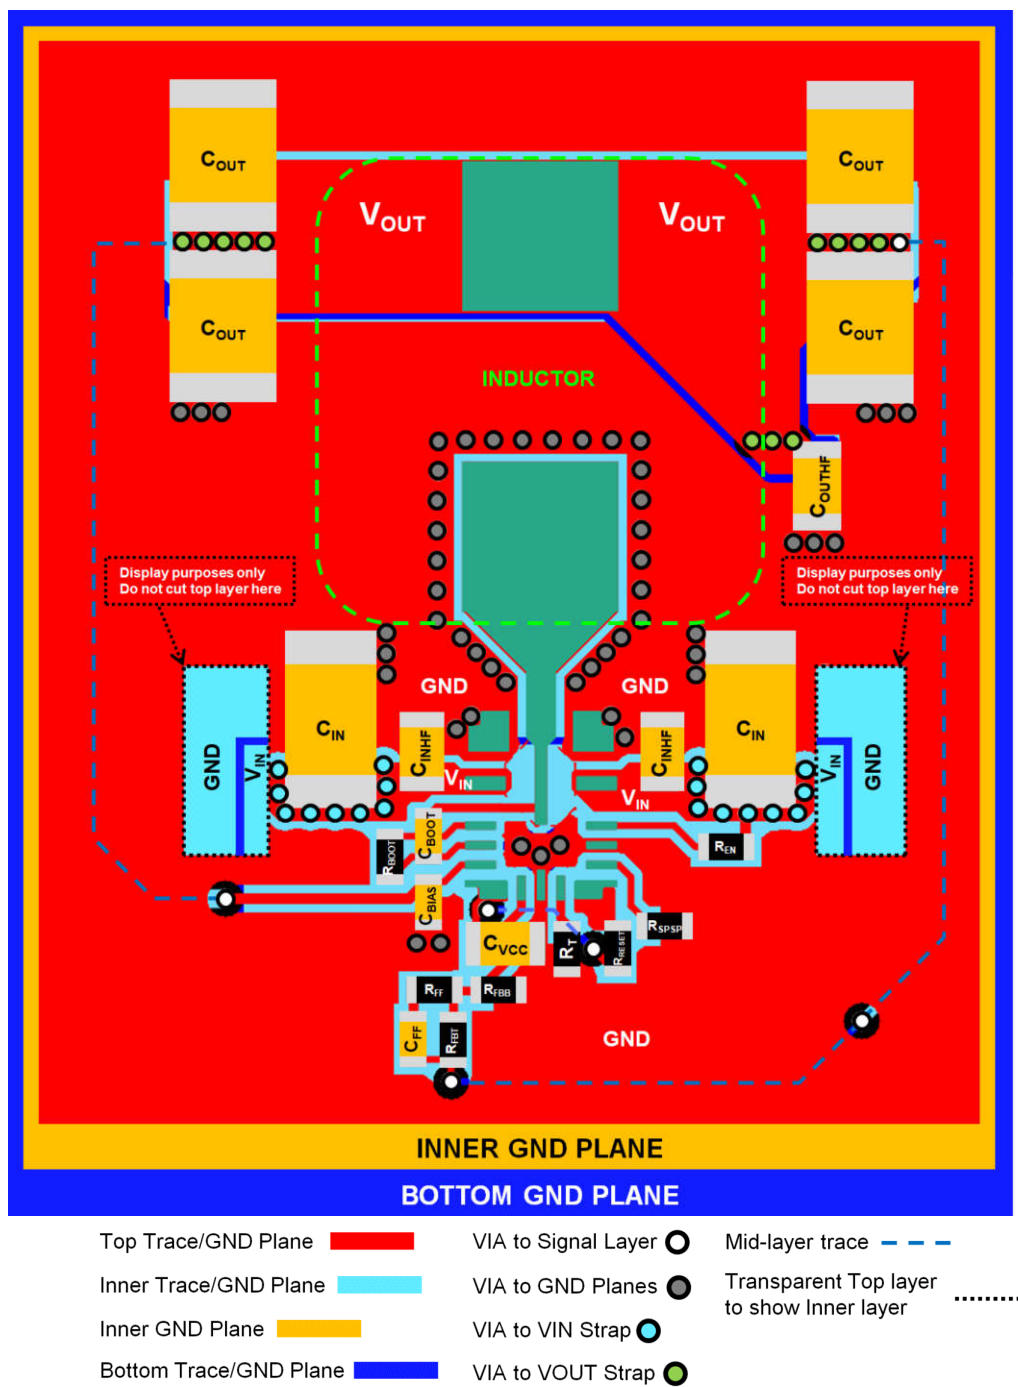 COUT
COUT
VOUT
VOUT
COUT
COUT
INDUCTOR
COUTHF
Display purposes only
Do not cut top layer here
Display purposes only
Do not cut top layer here
GND
GND
CIN
CIN
GND
VIN
CINHF
VIN
CINHF
VIN
VIN
GND
RBOOT
CBOOT
REN
CBIAS
CVCC
RT
RRESET
RSPSP
RFF
RFBB
CFF
RFBT
GND
INNER GND PLANE
BOTTOM GND PLANE
Top Trace/GND Plane
VIA to Signal Layer
Mid-layer trace
Inner Trace/GND Plane
VIA to GND Planes
Transparent Top layer
to show Inner layer
Inner GND Plane
VIA to VIN Strap
Bottom Trace/GND Plane
VIA to VOUT Strap